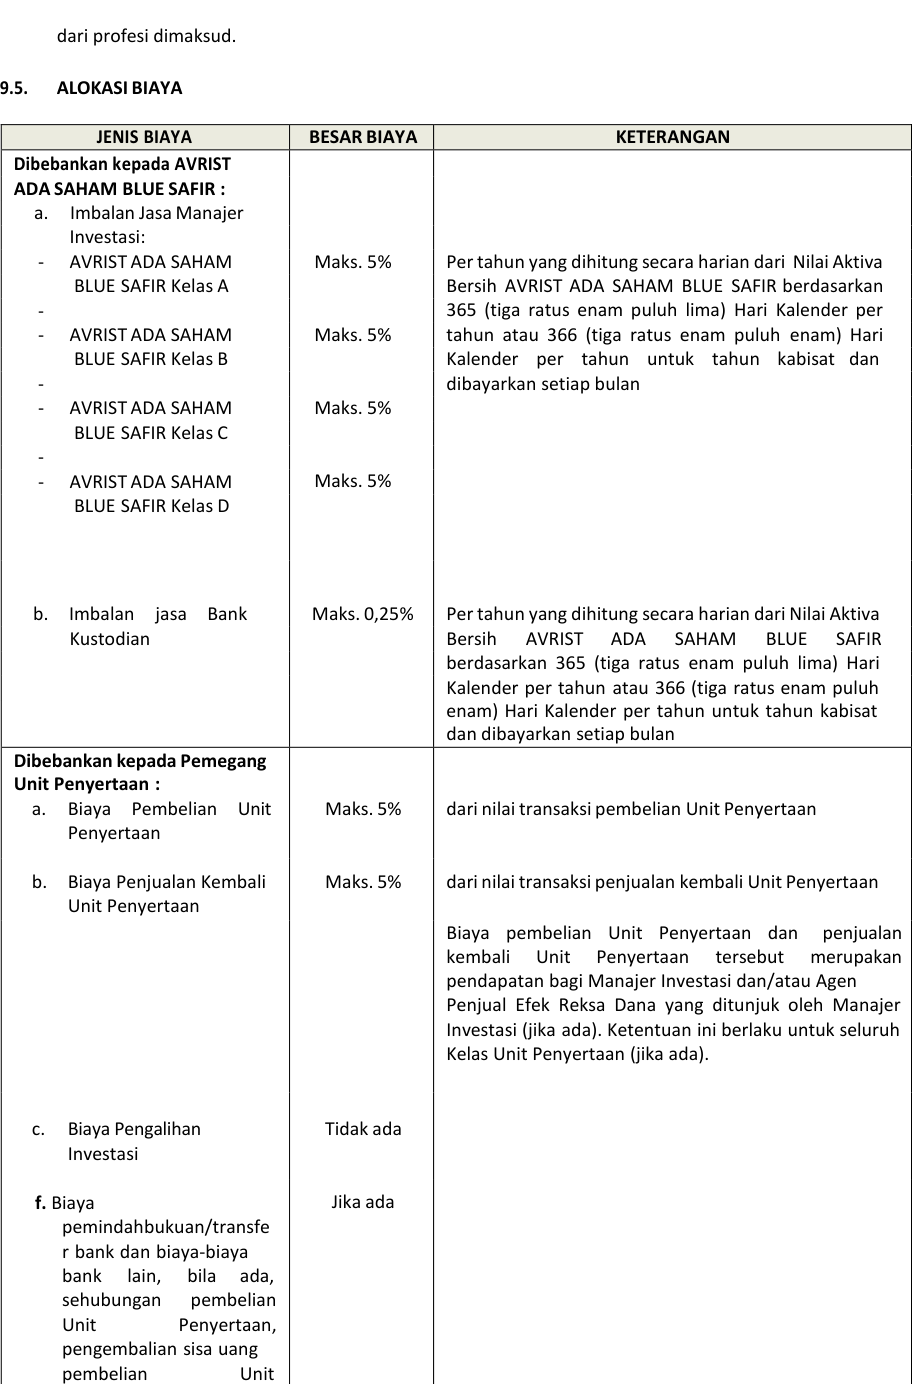 dari profesi dimaksud.
9.5. ALOKASI BIAYA
JENIS BIAYA BESAR BIAYA KETERANGAN
Dibebankan kepada AVRIST
ADA SAHAM BLUE SAFIR :
a. Imbalan Jasa Manajer
Investasi:
- AVRIST ADA SAHAM Maks. 5% Per tahun yang dihitung secara harian dari Nilai Aktiva
BLUE SAFIR Kelas A Bersih AVRIST ADA SAHAM BLUE SAFIR berdasarkan
- 365 (tiga ratus enam puluh lima) Hari Kalender per
- AVRIST ADA SAHAM Maks. 5% tahun atau 366 (tiga ratus enam puluh enam) Hari
BLUE SAFIR Kelas B Kalender per tahun untuk tahun kabisat dan
- dibayarkan setiap bulan
- AVRIST ADA SAHAM Maks. 5%
BLUE SAFIR Kelas C
-
- AVRIST ADA SAHAM Maks. 5%
BLUE SAFIR Kelas D
b. Imbalan jasa Bank Maks. 0,25% Per tahun yang dihitung secara harian dari Nilai Aktiva
Kustodian Bersih AVRIST ADA SAHAM BLUE SAFIR
berdasarkan 365 (tiga ratus enam puluh lima) Hari
Kalender per tahun atau 366 (tiga ratus enam puluh
enam) Hari Kalender per tahun untuk tahun kabisat
dan dibayarkan setiap bulan
Dibebankan kepada Pemegang
Unit Penyertaan :
a. Biaya Pembelian Unit Maks. 5% dari nilai transaksi pembelian Unit Penyertaan
Penyertaan
b. Biaya Penjualan Kembali Maks. 5% dari nilai transaksi penjualan kembali Unit Penyertaan
Unit Penyertaan
Biaya pembelian Unit Penyertaan dan penjualan
kembali Unit Penyertaan tersebut merupakan
pendapatan bagi Manajer Investasi dan/atau Agen
Penjual Efek Reksa Dana yang ditunjuk oleh Manajer
Investasi (jika ada). Ketentuan ini berlaku untuk seluruh
Kelas Unit Penyertaan (jika ada).
c. Biaya Pengalihan Tidak ada
Investasi
f. Biaya Jika ada
pemindahbukuan/transfe
r bank dan biaya-biaya
bank lain, bila ada,
sehubungan pembelian
Unit Penyertaan,
pengembalian sisa uang
pembelian Unit